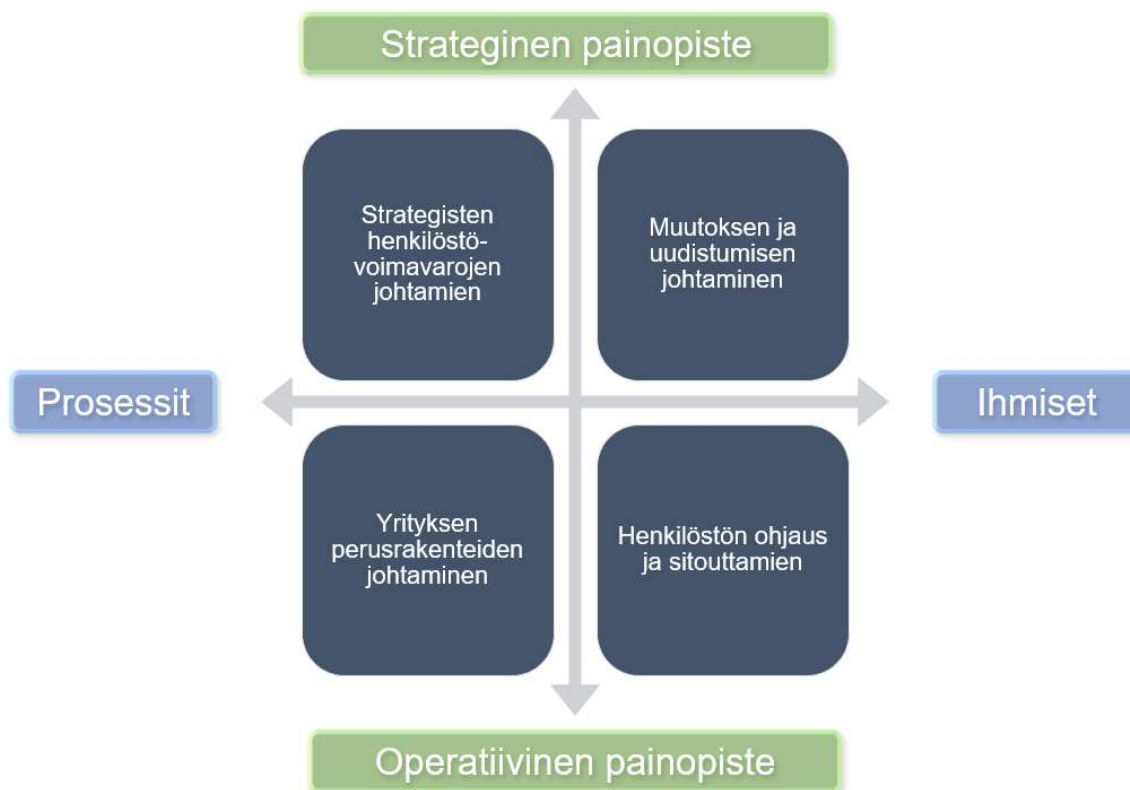 Strateginen painopiste
Strategisten
henkilöstö-
voimavarojen
johtamien
Muutoksen ja
uudistumisen
johtaminen
Prosessit
Ihmiset
Yrityksen
perusrakenteiden
johtaminen
Henkilöstön ohjaus
ja sitouttamien
Operatiivinen painopiste